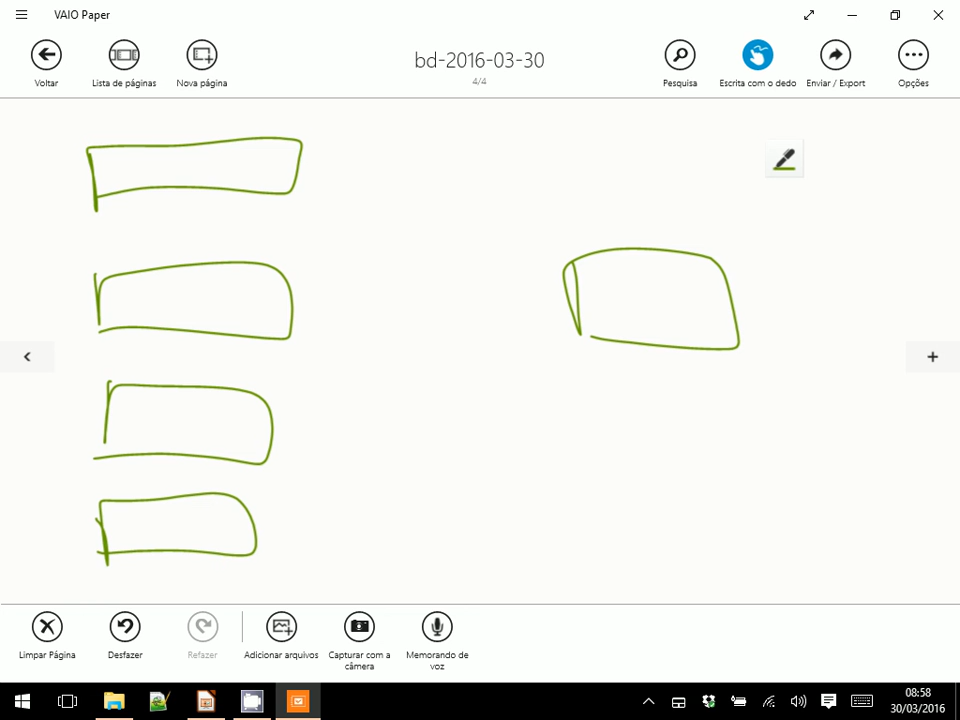 VAIO Paper
bd-2016-03-30
4/4
Voltar
Lista de páginas
Nova página
Pesquisa
Escrita com o dedo
Enviar / Export
Opções
Limpar Página
Desfazer
Refazer
Adicionar arquivos
Capturar com a
câmera
Memorando de
voz
08:58
30/03/2016